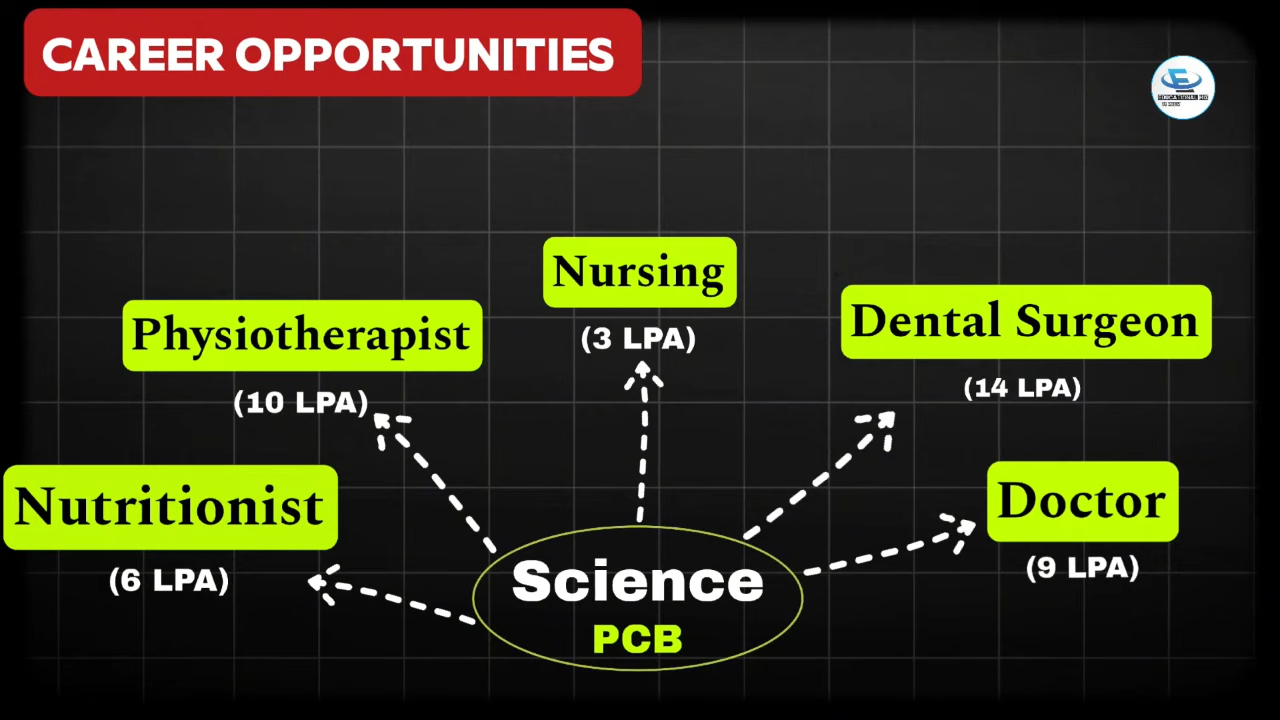 CAREER OPPORTUNITIES
Nursing
(3 LPA)
Physiotherapist
(10 LPA)
Dental Surgeon
(14 LPA)
Nutritionist
(6 LPA)
Doctor
(9 LPA)
Science
PCB